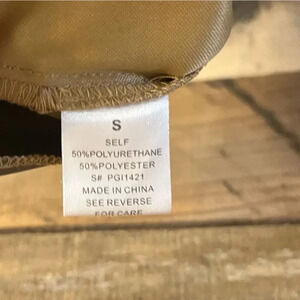 S
SELF
50%POLYURETHANE
50%POLYESTER
S# PGI1421
MADE IN CHINA
SEE REVERSE
FOR CARE